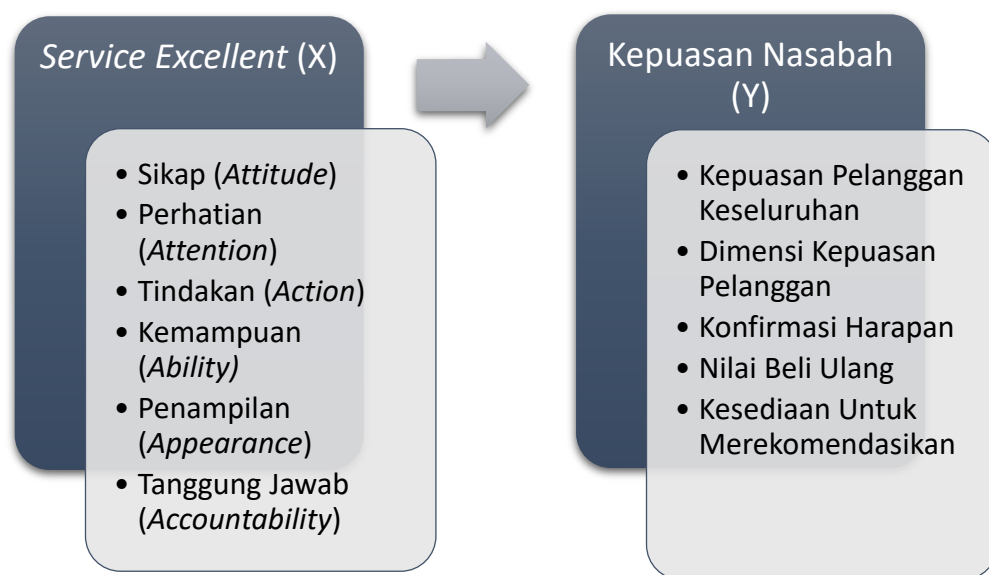 Service Excellent (X)
• Sikap (Attitude)
• Perhatian
(Attention)
• Tindakan (Action)
• Kemampuan
(Ability)
• Penampilan
(Appearance)
• Tanggung Jawab
(Accountability)
Kepuasan Nasabah
(Y)
• Kepuasan Pelanggan
Keseluruhan
• Dimensi Kepuasan
Pelanggan
• Konfirmasi Harapan
• Nilai Beli Ulang
• Kesediaan Untuk
Merekomendasikan